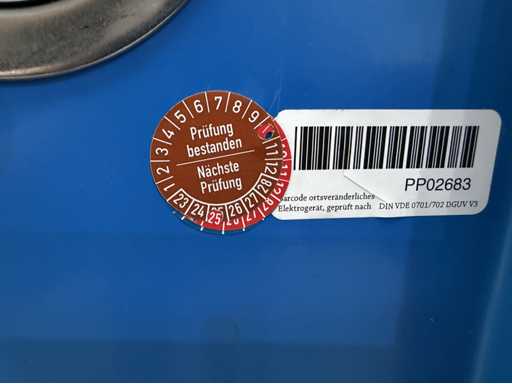 1 2 3 4 5 6 7 8 9 11 12
Prüfung
bestanden
Nächste
Prüfung
23 24 25 26 27 28
PP02683
Barcode ortsveränderliches
Elektrogerät, geprüft nach DIN VDE 0701/702 DGUV V3